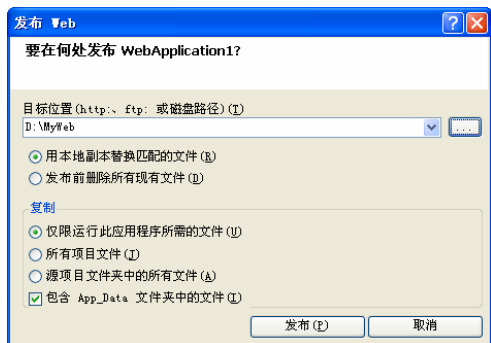 发布 Web
要在何处发布 WebApplication1?
目标位置(http:、ftp: 或磁盘路径)(T)
D:\MyWeb
...
用本地副本替换匹配的文件(R)
发布前删除所有现有文件(D)
复制
仅限运行此应用程序所需的文件(U)
所有项目文件(J)
源项目文件夹中的所有文件(A)
包含 App_Data 文件夹中的文件(I)
发布(P) 取消